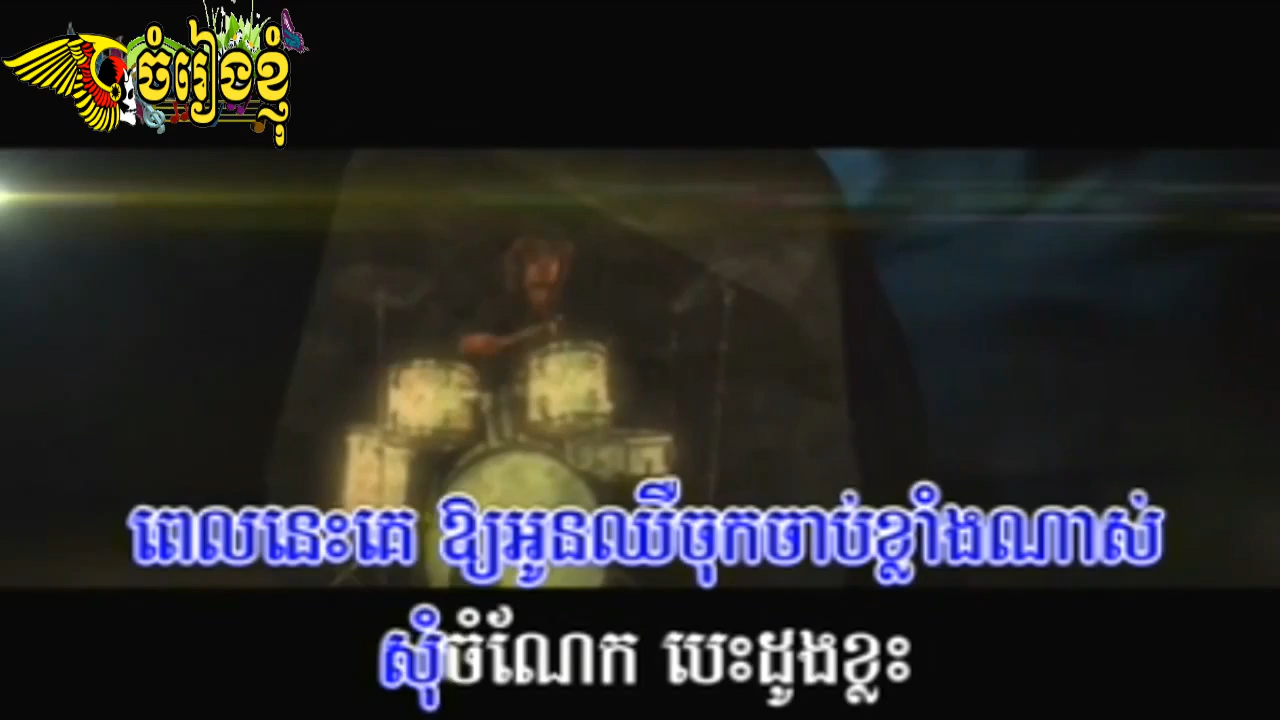 ចំរៀងខ្ញុំ
ពេលនេះគេ ឱ្យអូនឈឺចុកចាប់ខ្លាំងណាស់
សុំចំណែក បេះដូងខ្លះ